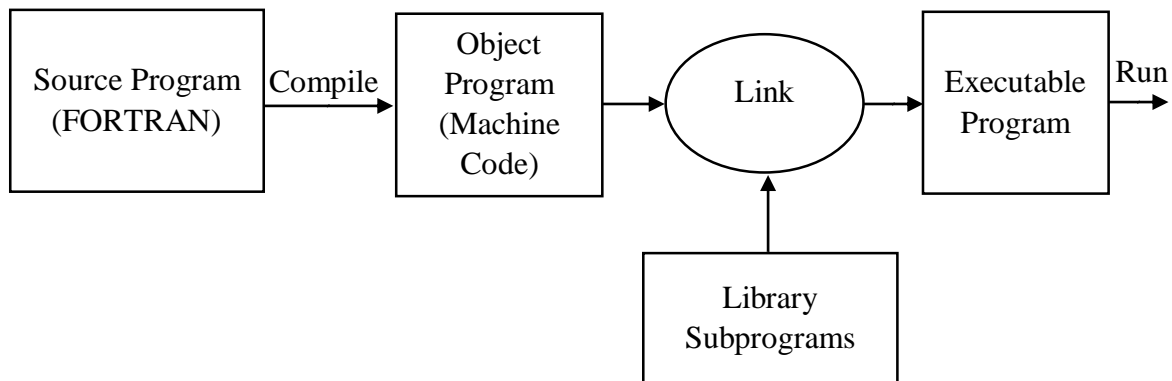 Source Program
(FORTRAN)
Compile
Object
Program
(Machine
Code)
Link
Executable
Program
Run
Library
Subprograms